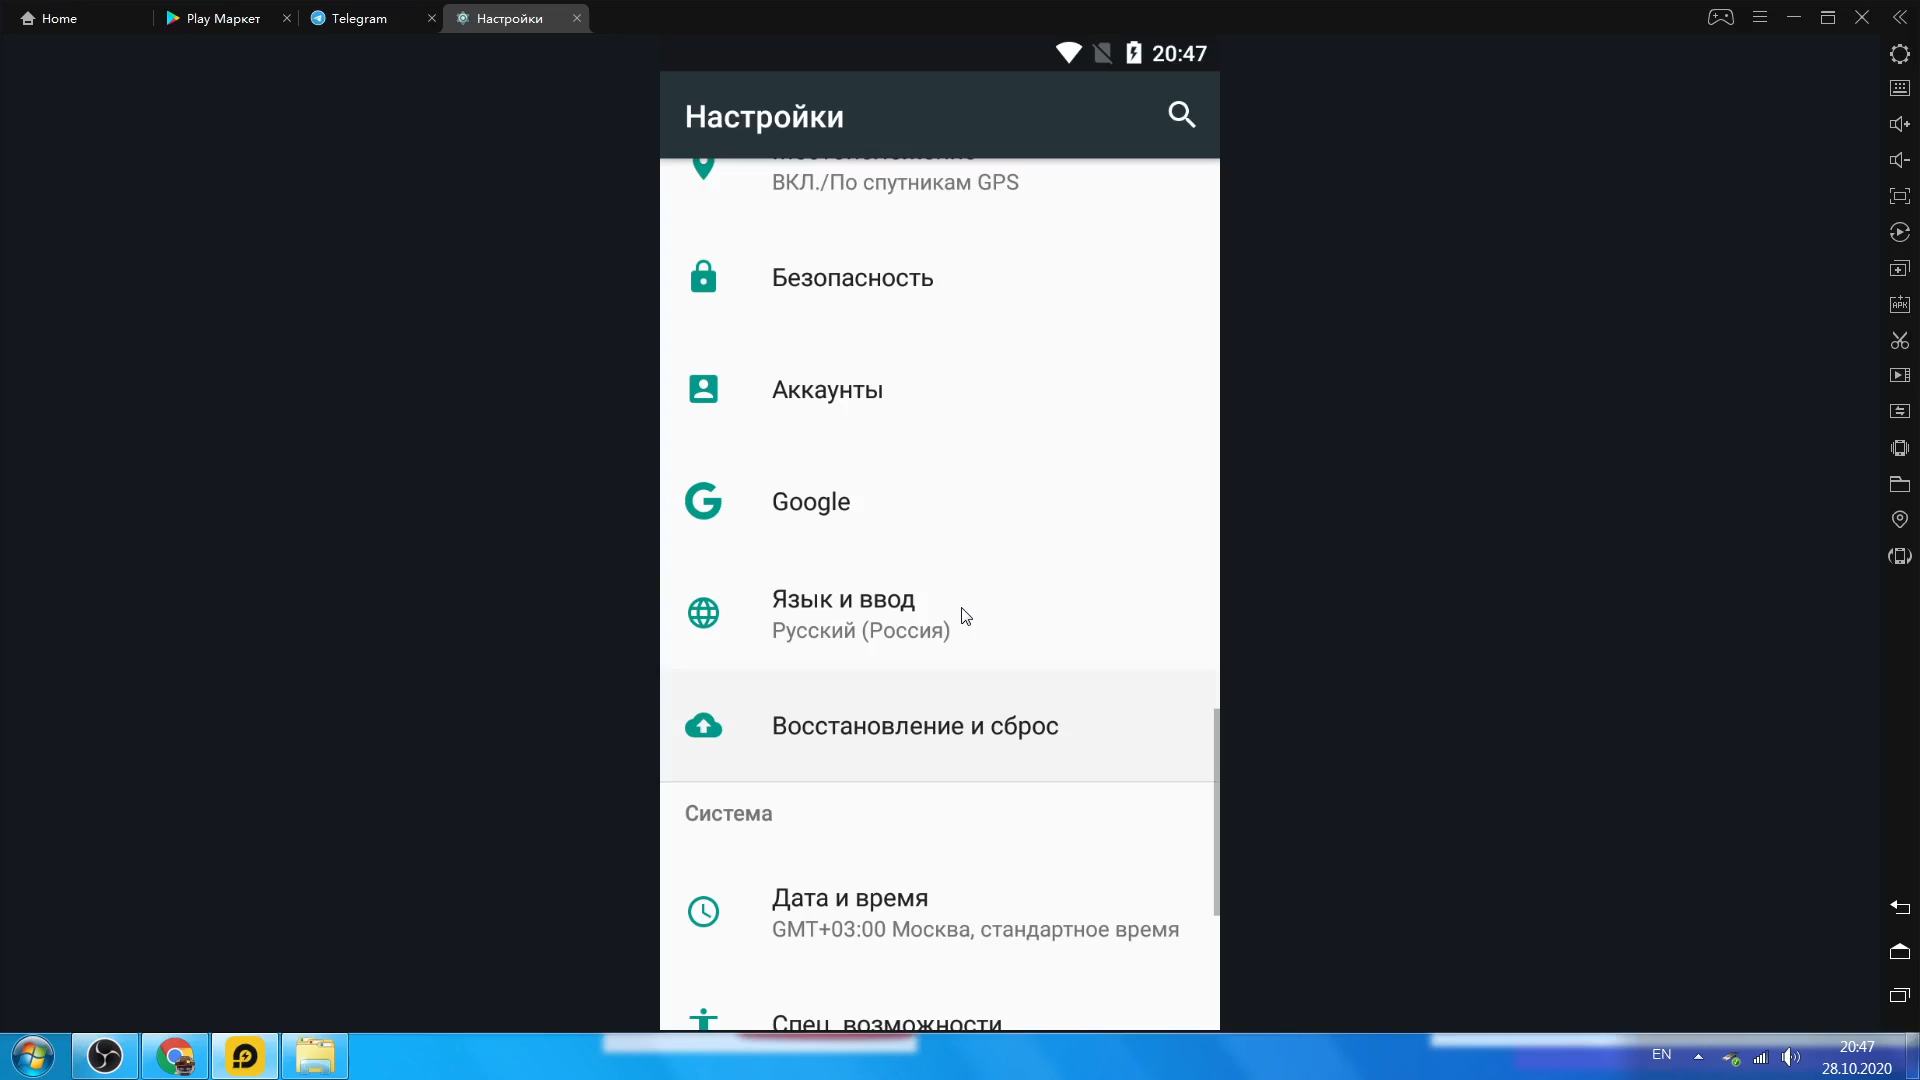 Home
Play Маркет
Telegram
Настройки
20:47
Настройки
ВКЛ./По спутникам GPS
Безопасность
Аккаунты
Google
Язык и ввод
Русский (Россия)
Восстановление и сброс
Система
Дата и время
GMT+03:00 Москва, стандартное время
Спец. возможности
APK
EN
20:47
28.10.2020